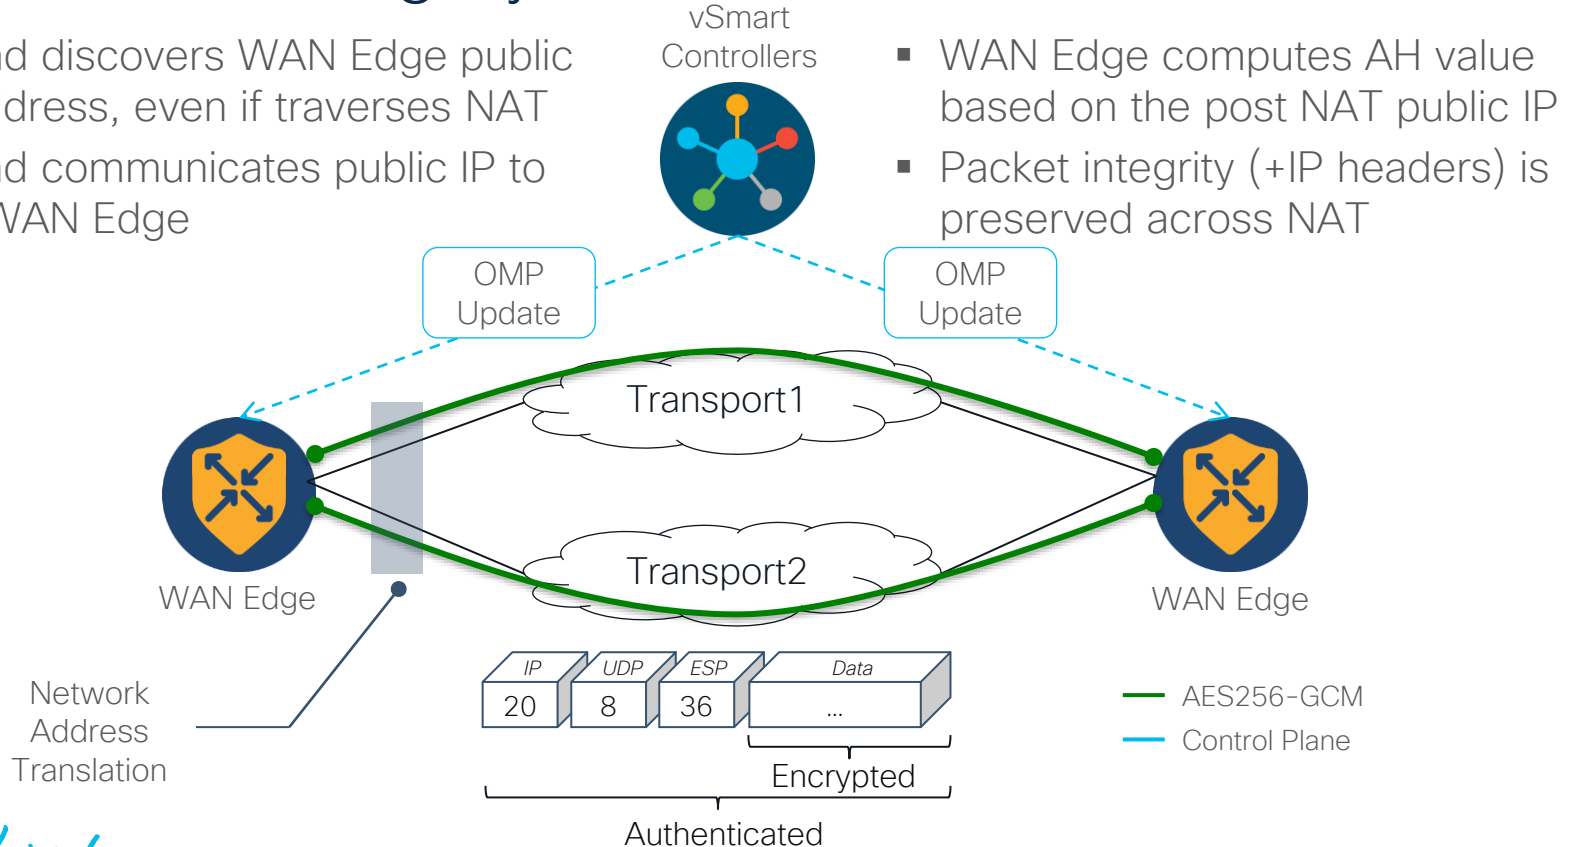 vSmart
Controllers
discovers WAN Edge public
even if traverses NAT
communicates public IP to
WAN Edge
▪ WAN Edge computes AH value
based on the post NAT public IP
▪ Packet integrity (+IP headers) is
preserved across NAT
OMP
Update
OMP
Update
Transport1
Transport2
WAN Edge
WAN Edge
Network
Address
Translation
IP UDP ESP Data
20 8 36 ...
Encrypted
Authenticated
AES256-GCM
Control Plane